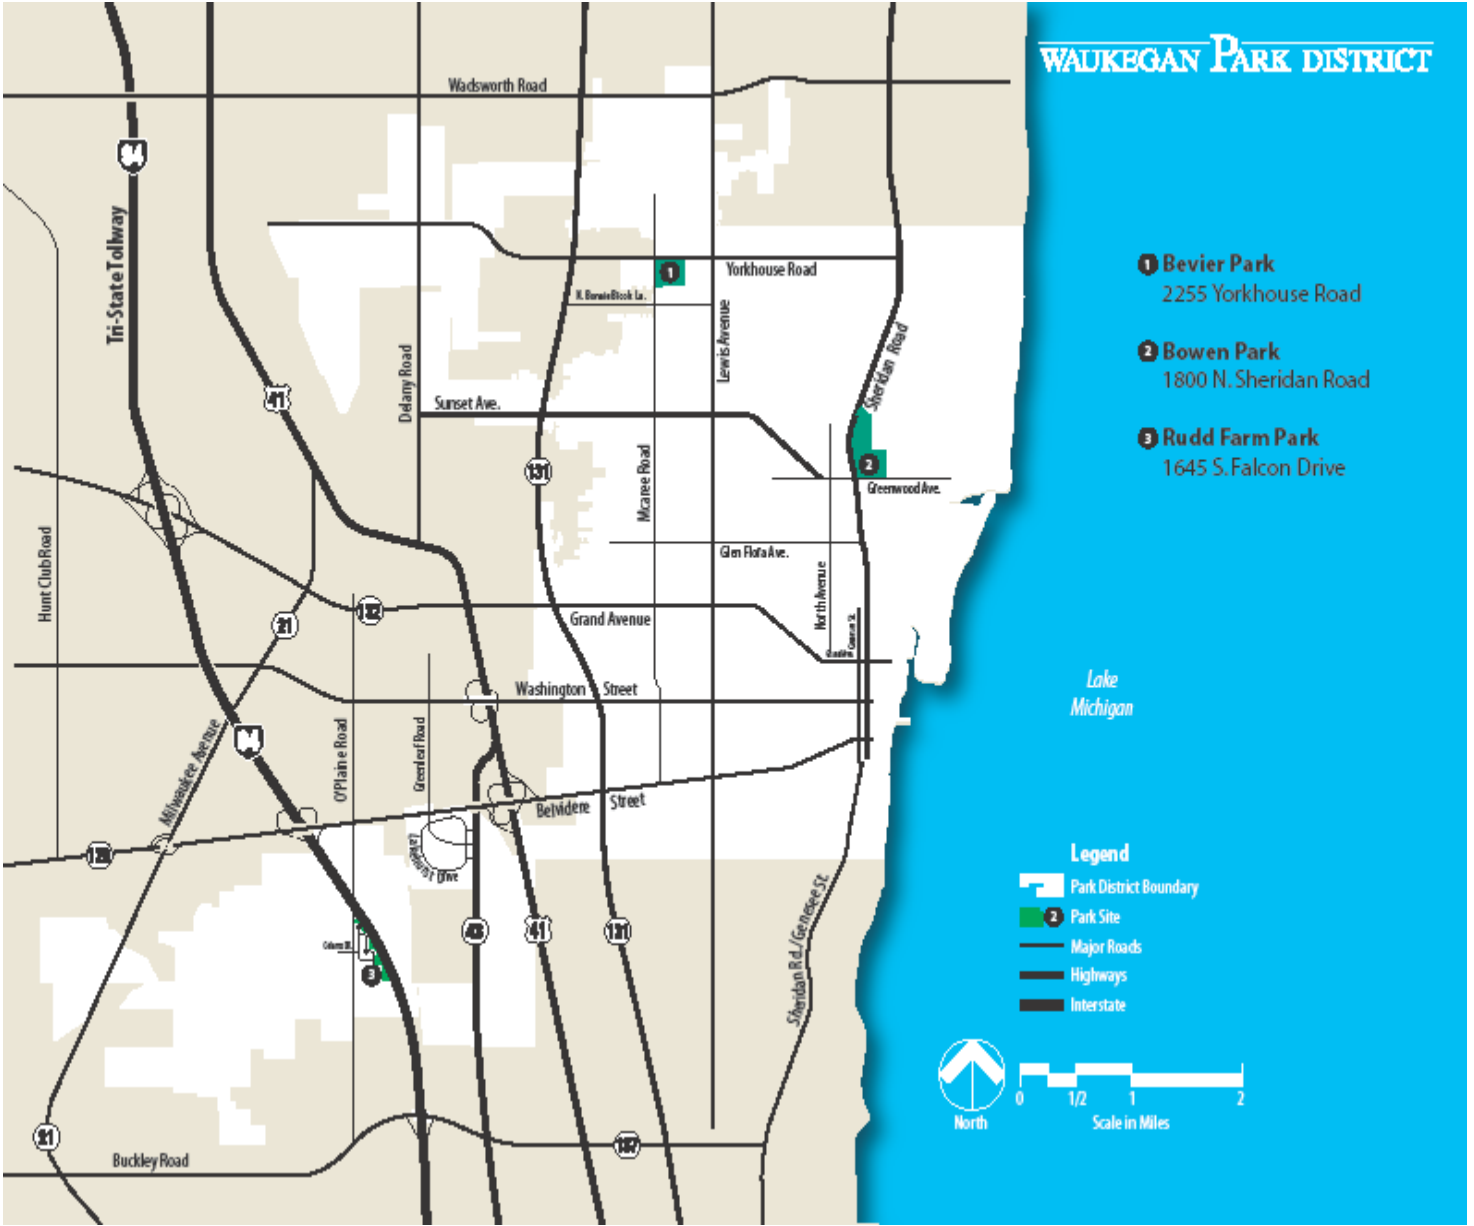 WAUKEGAN PARK DISTRICT
Wadsworth Road
94
Tri-State Tollway
1
Yorkhouse Road
Lewis Avenue
1 Bevier Park
2255 Yorkhouse Road
2 Bowen Park
1800 N. Sheridan Road
3 Rudd Farm Park
1645 S. Falcon Drive
Sheridan Road
Delany Road
41
Sunset Ave.
131
Mcaree Road
2
Greenwood Ave.
Glen Flora Ave.
Hunt Club Road
North Avenue
132
21
Grand Avenue
Washington Street
Lake
Michigan
94
Milwaukee Avenue
O'Plaine Road
Greenleaf Road
Belvidere Street
120
Lakehurst Drive
43
41
131
3
Sheridan Rd./Genesee St.
Legend
Park District Boundary
2 Park Site
Major Roads
Highways
Interstate
0 1/2 1 2
North
Scale in Miles
21
137
Buckley Road